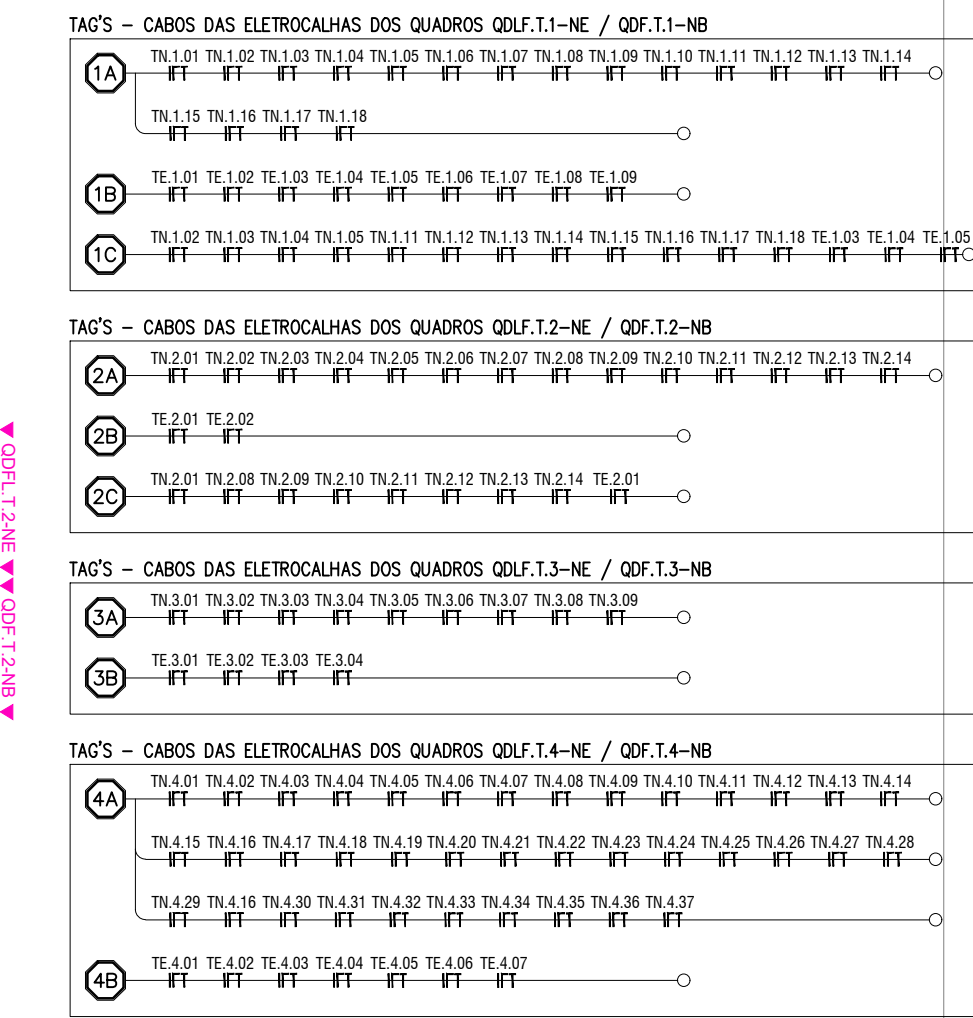 TAG'S – CABOS DAS ELETROCALHAS DOS QUADROS QDLF.T.1–NE / QDF.T.1–NB
1A TN.1.01 TN.1.02 TN.1.03 TN.1.04 TN.1.05 TN.1.06 TN.1.07 TN.1.08 TN.1.09 TN.1.10 TN.1.11 TN.1.12 TN.1.13 TN.1.14
TN.1.15 TN.1.16 TN.1.17 TN.1.18
1B TE.1.01 TE.1.02 TE.1.03 TE.1.04 TE.1.05 TE.1.06 TE.1.07 TE.1.08 TE.1.09
1C TN.1.02 TN.1.03 TN.1.04 TN.1.05 TN.1.11 TN.1.12 TN.1.13 TN.1.14 TN.1.15 TN.1.16 TN.1.17 TN.1.18 TE.1.03 TE.1.04 TE.1.05
TAG'S – CABOS DAS ELETROCALHAS DOS QUADROS QDLF.T.2–NE / QDF.T.2–NB
2A TN.2.01 TN.2.02 TN.2.03 TN.2.04 TN.2.05 TN.2.06 TN.2.07 TN.2.08 TN.2.09 TN.2.10 TN.2.11 TN.2.12 TN.2.13 TN.2.14
2B TE.2.01 TE.2.02
2C TN.2.01 TN.2.08 TN.2.09 TN.2.10 TN.2.11 TN.2.12 TN.2.13 TN.2.14 TE.2.01
TAG'S – CABOS DAS ELETROCALHAS DOS QUADROS QDLF.T.3–NE / QDF.T.3–NB
3A TN.3.01 TN.3.02 TN.3.03 TN.3.04 TN.3.05 TN.3.06 TN.3.07 TN.3.08 TN.3.09
3B TE.3.01 TE.3.02 TE.3.03 TE.3.04
TAG'S – CABOS DAS ELETROCALHAS DOS QUADROS QDLF.T.4–NE / QDF.T.4–NB
4A TN.4.01 TN.4.02 TN.4.03 TN.4.04 TN.4.05 TN.4.06 TN.4.07 TN.4.08 TN.4.09 TN.4.10 TN.4.11 TN.4.12 TN.4.13 TN.4.14
TN.4.15 TN.4.16 TN.4.17 TN.4.18 TN.4.19 TN.4.20 TN.4.21 TN.4.22 TN.4.23 TN.4.24 TN.4.25 TN.4.26 TN.4.27 TN.4.28
TN.4.29 TN.4.16 TN.4.30 TN.4.31 TN.4.32 TN.4.33 TN.4.34 TN.4.35 TN.4.36 TN.4.37
4B TE.4.01 TE.4.02 TE.4.03 TE.4.04 TE.4.05 TE.4.06 TE.4.07
QDFL.T.2-NE QDF.T.2-NB